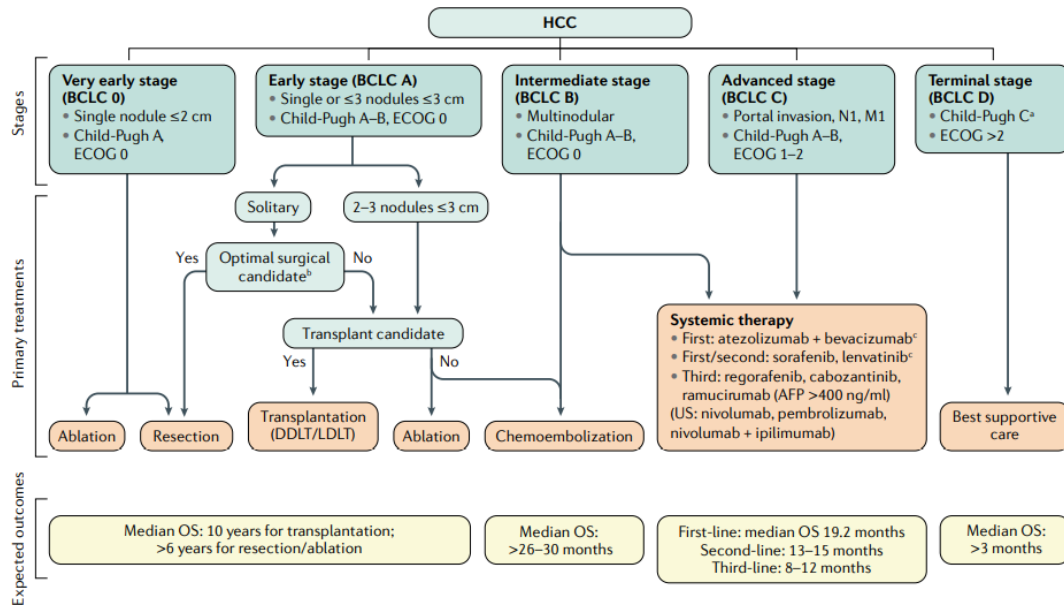 HCC
Stages
Very early stage
(BCLC 0)
• Single nodule ≤2 cm
• Child-Pugh A,
ECOG 0
Early stage (BCLC A)
• Single or ≤3 nodules ≤3 cm
• Child-Pugh A–B, ECOG 0
Intermediate stage
(BCLC B)
• Multinodular
• Child-Pugh A–B,
ECOG 0
Advanced stage
(BCLC C)
• Portal invasion, N1, M1
• Child-Pugh A–B,
ECOG 1–2
Terminal stage
(BCLC D)
• Child-Pugh Cᵃ
• ECOG >2
Primary treatments
Solitary
2–3 nodules ≤3 cm
Yes
Optimal surgical
candidateᵇ
No
Transplant candidate
Yes
No
Ablation
Resection
Transplantation
(DDLT/LDLT)
Ablation
Chemoembolization
Systemic therapy
• First: atezolizumab + bevacizumabᶜ
• First/second: sorafenib, lenvatinibᶜ
• Third: regorafenib, cabozantinib,
ramucirumab (AFP >400 ng/ml)
(US: nivolumab, pembrolizumab,
nivolumab + ipilimumab)
Best supportive
care
Expected outcomes
Median OS: 10 years for transplantation;
>6 years for resection/ablation
Median OS:
>26–30 months
First-line: median OS 19.2 months
Second-line: 13–15 months
Third-line: 8–12 months
Median OS:
>3 months